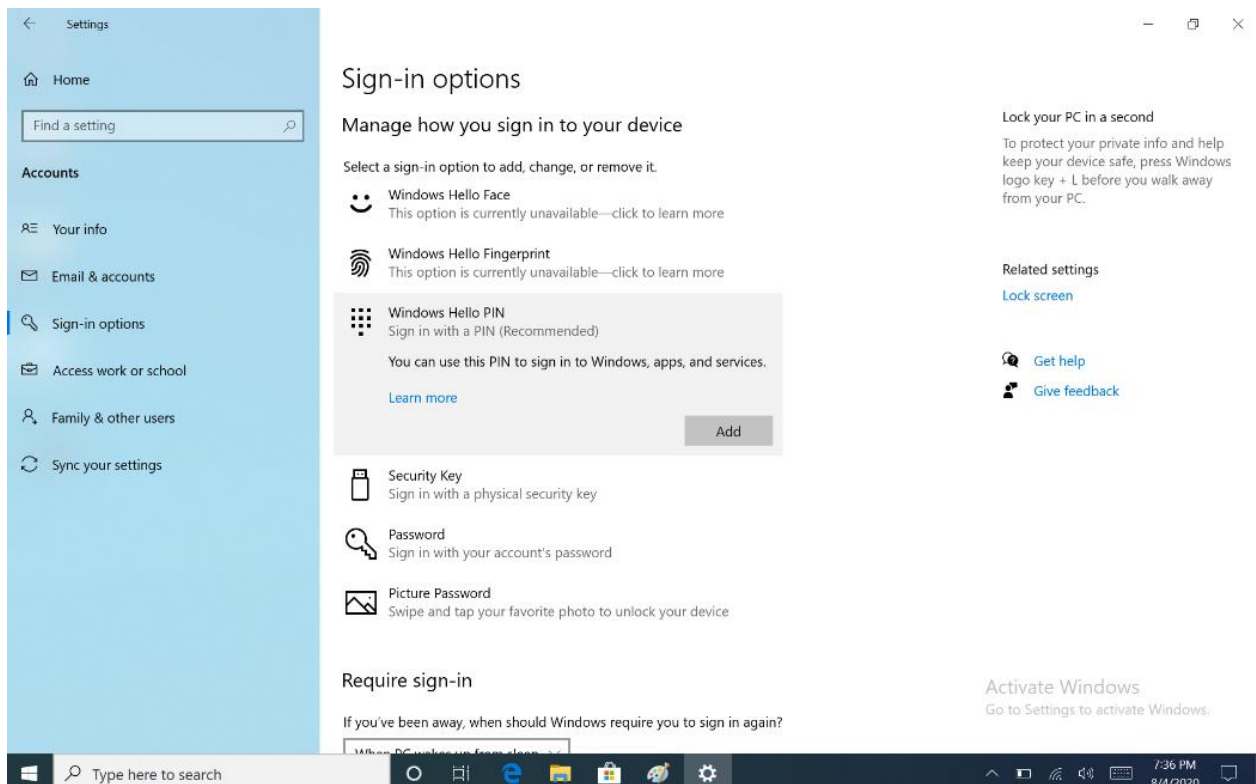 Settings
Home
Find a setting
Accounts
Your info
Email & accounts
Sign-in options
Access work or school
Family & other users
Sync your settings
Sign-in options
Manage how you sign in to your device
Select a sign-in option to add, change, or remove it.
Windows Hello Face
This option is currently unavailable—click to learn more
Windows Hello Fingerprint
This option is currently unavailable—click to learn more
Windows Hello PIN
Sign in with a PIN (Recommended)
You can use this PIN to sign in to Windows, apps, and services.
Learn more
Add
Security Key
Sign in with a physical security key
Password
Sign in with your account's password
Picture Password
Swipe and tap your favorite photo to unlock your device
Require sign-in
If you've been away, when should Windows require you to sign in again?
When PC wakes up from sleep
Lock your PC in a second
To protect your private info and help
keep your device safe, press Windows
logo key + L before you walk away
from your PC.
Related settings
Lock screen
Get help
Give feedback
Activate Windows
Go to Settings to activate Windows.
Type here to search
7:36 PM
8/4/2020